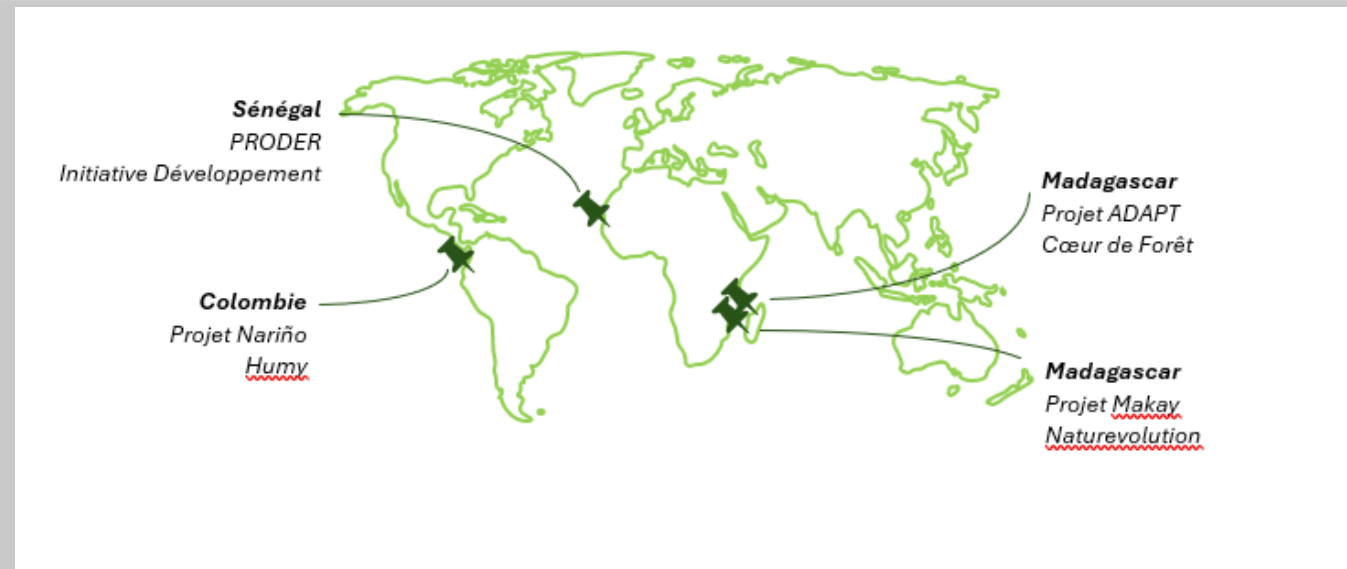 Sénégal
PRODER
Initiative Développement
Colombie
Projet Nariño
Humy
Madagascar
Projet ADAPT
Cœur de Forêt
Madagascar
Projet Makay
Naturevolution